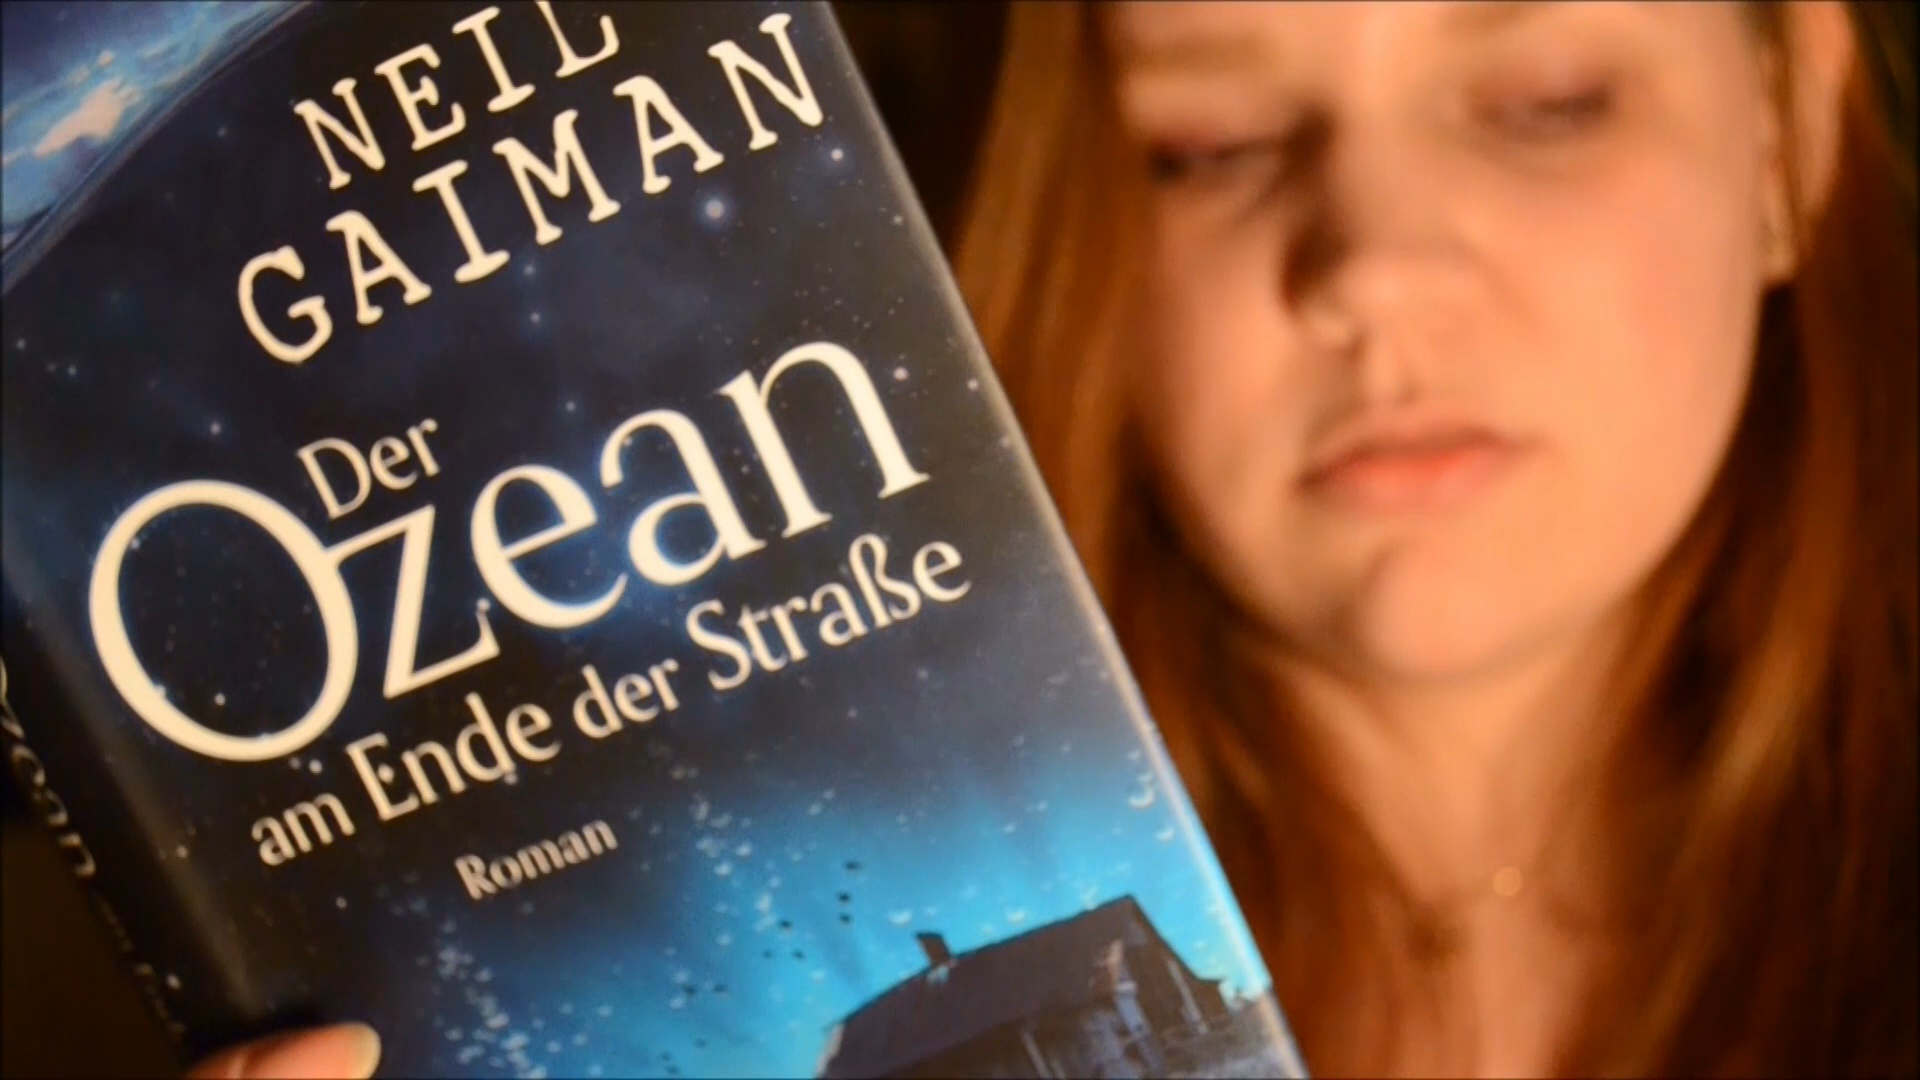 NEIL
GAIMAN
Der
Ozean
am Ende der Straße
Roman